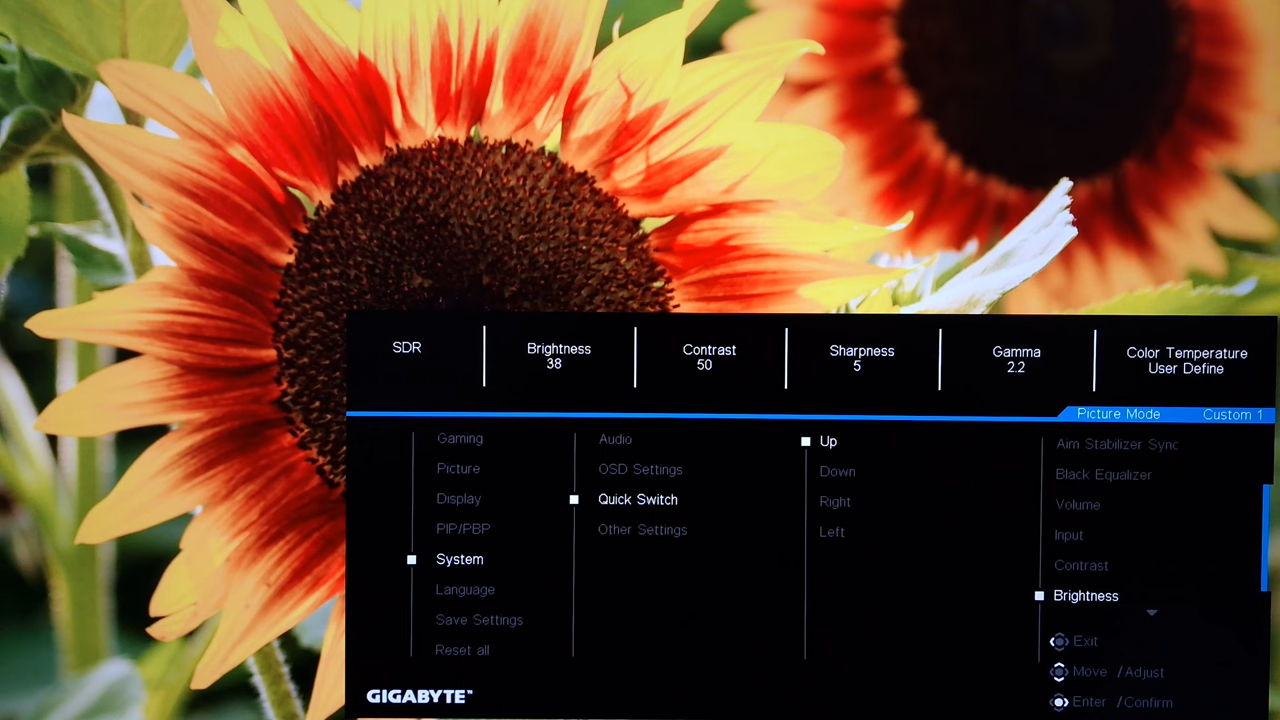 SDR
Brightness
38
Contrast
50
Sharpness
5
Gamma
2.2
Color Temperature
User Define
Picture Mode Custom 1
Gaming
Picture
Display
PIP/PBP
System
Language
Save Settings
Reset all
Audio
OSD Settings
Quick Switch
Other Settings
Up
Down
Right
Left
Aim Stabilizer Sync
Black Equalizer
Volume
Input
Contrast
Brightness
Exit
Move /Adjust
Enter /Confirm
GIGABYTE™